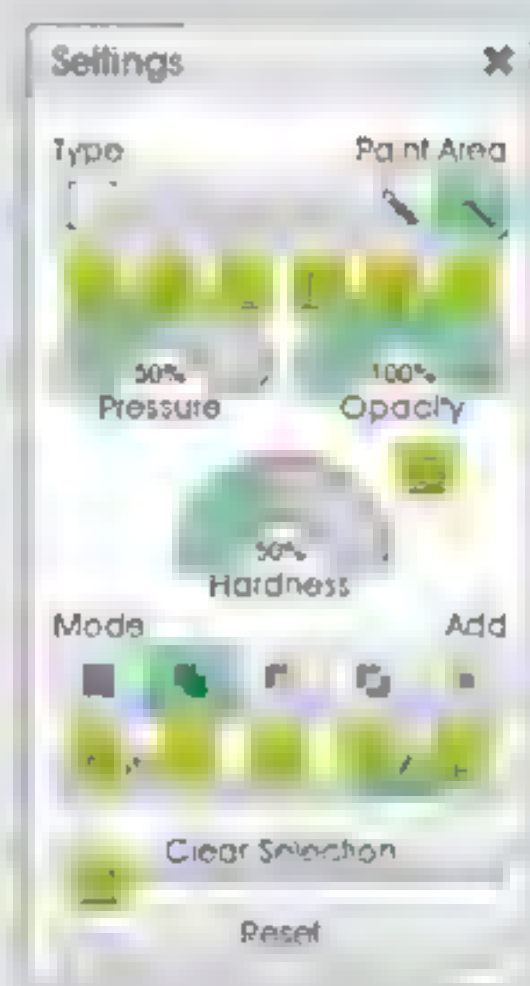 Settings
Type Paint Area
50% 100%
Pressure Opacity
50%
Hardness
Mode Add
Clear Selection
Reset